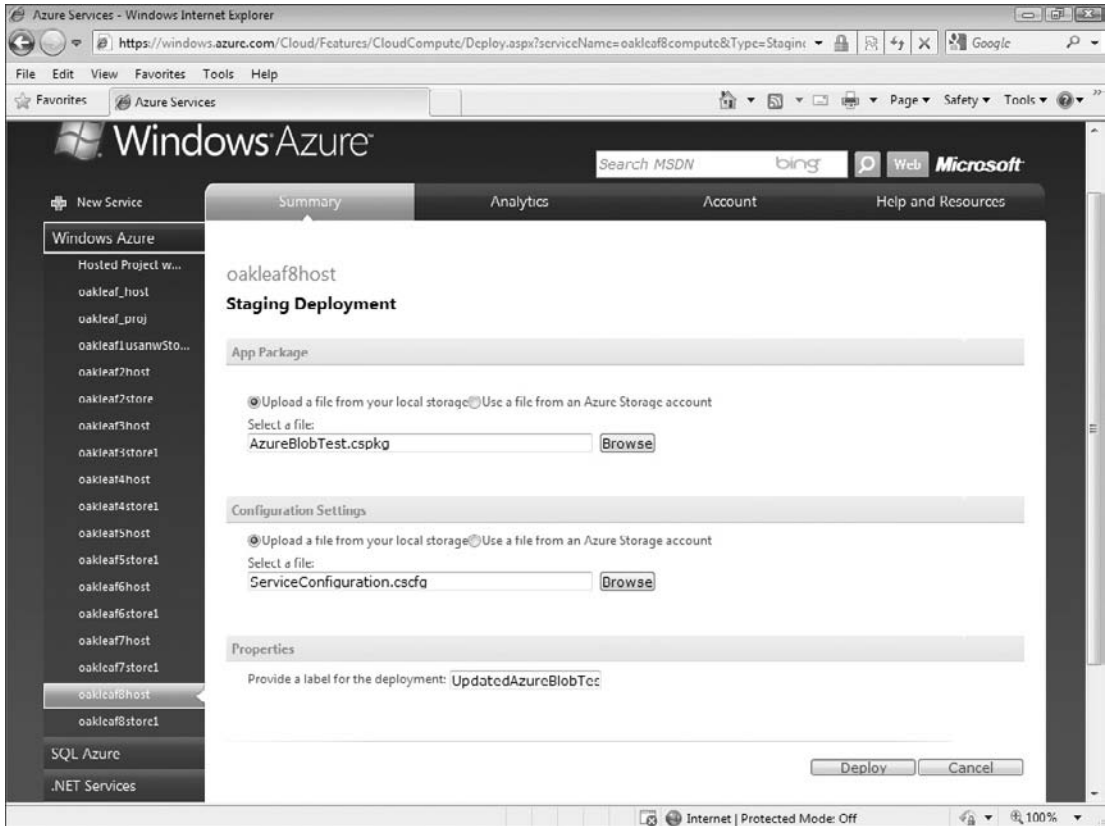 Azure Services - Windows Internet Explorer
https://windows.azure.com/Cloud/Features/CloudCompute/Deploy.aspx?serviceName=oakleaf8compute&Type=Staging
Google
File Edit View Favorites Tools Help
Favorites Azure Services Page Safety Tools
Windows Azure™
Search MSDN bing Web Microsoft
New Service Summary Analytics Account Help and Resources
Windows Azure
Hosted Project w...
oakleaf_host
oakleaf_proj
oakleaf1usanwSto...
oakleaf2host
oakleaf2store
oakleaf3host
oakleaf3store1
oakleaf4host
oakleaf4store1
oakleaf5host
oakleaf5store1
oakleaf6host
oakleaf6store1
oakleaf7host
oakleaf7store1
oakleaf8host
oakleaf8store1
SQL Azure
.NET Services
oakleaf8host
Staging Deployment
App Package
Upload a file from your local storage Use a file from an Azure Storage account
Select a file:
AzureBlobTest.cspkg Browse
Configuration Settings
Upload a file from your local storage Use a file from an Azure Storage account
Select a file:
ServiceConfiguration.cscfg Browse
Properties
Provide a label for the deployment: UpdatedAzureBlobTes
Deploy Cancel
Internet | Protected Mode: Off 100%